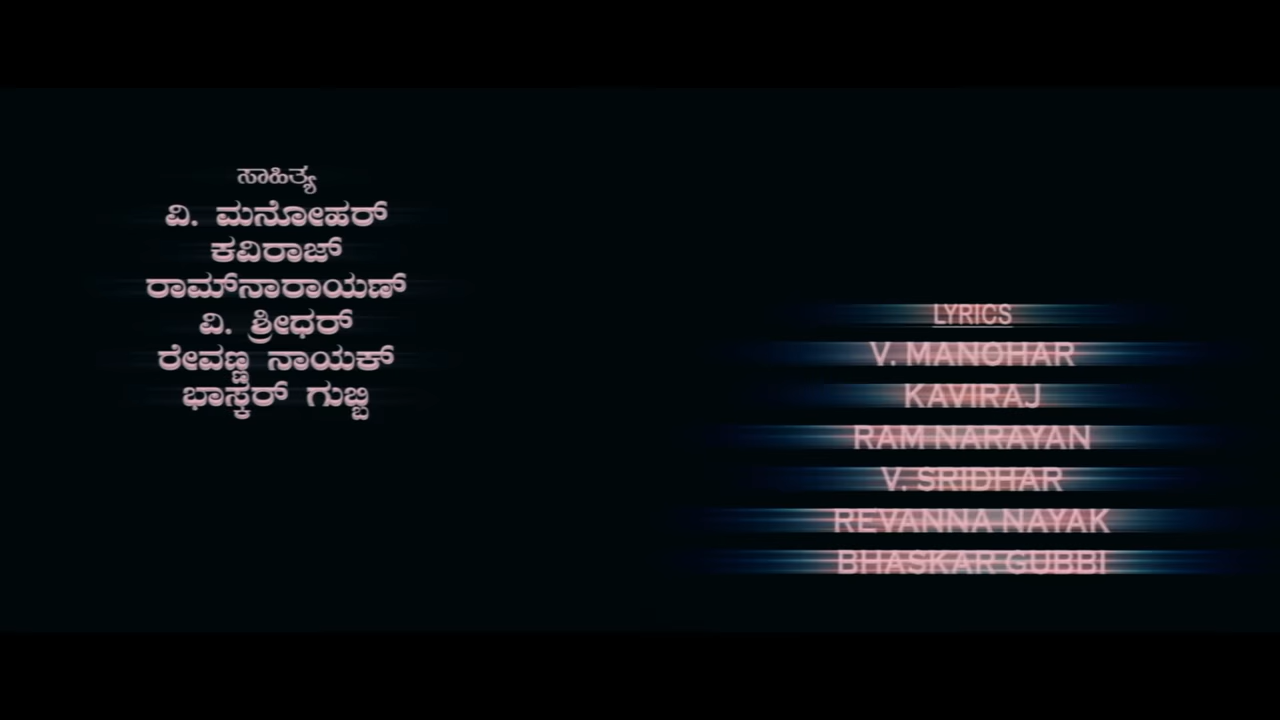 ಸಾಹಿತ್ಯ
ವಿ. ಮನೋಹರ್
ಕವಿರಾಜ್
ರಾಮ್‌ನಾರಾಯಣ್
ವಿ. ಶ್ರೀಧರ್
ರೇವಣ್ಣ ನಾಯಕ್
ಭಾಸ್ಕರ್ ಗುಬ್ಬಿ
LYRICS
V. MANOHAR
KAVIRAJ
RAM NARAYAN
V. SRIDHAR
REVANNA NAYAK
BHASKAR GUBBI